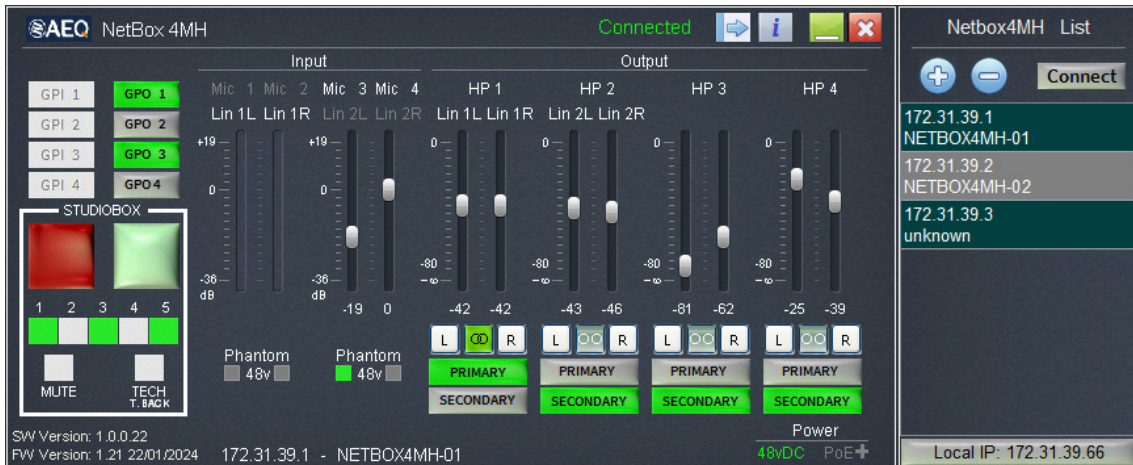 AEQ NetBox 4MH Connected i
Input Output
GPI 1 GPO 1
GPI 2 GPO 2
GPI 3 GPO 3
GPI 4 GPO4
Mic 1 Mic 2 Mic 3 Mic 4 HP 1 HP 2 HP 3 HP 4
Lin 1L Lin 1R Lin 2L Lin 2R Lin 1L Lin 1R Lin 2L Lin 2R
+19 +19 0 0 0 0
0 0
-80 -80 -80 -80
-36 -36 -∞ -∞ -∞ -∞
dB dB
-19 0 -42 -42 -43 -46 -81 -62 -25 -39
STUDIOBOX
1 2 3 4 5
MUTE TECH
T. BACK
Phantom Phantom
48v 48v
L R L R L R L R
PRIMARY PRIMARY PRIMARY PRIMARY
SECONDARY SECONDARY SECONDARY SECONDARY
SW Version: 1.0.0.22
FW Version: 1.21 22/01/2024 172.31.39.1 - NETBOX4MH-01
Power
48vDC PoE+
Netbox4MH List
Connect
172.31.39.1
NETBOX4MH-01
172.31.39.2
NETBOX4MH-02
172.31.39.3
unknown
Local IP: 172.31.39.66